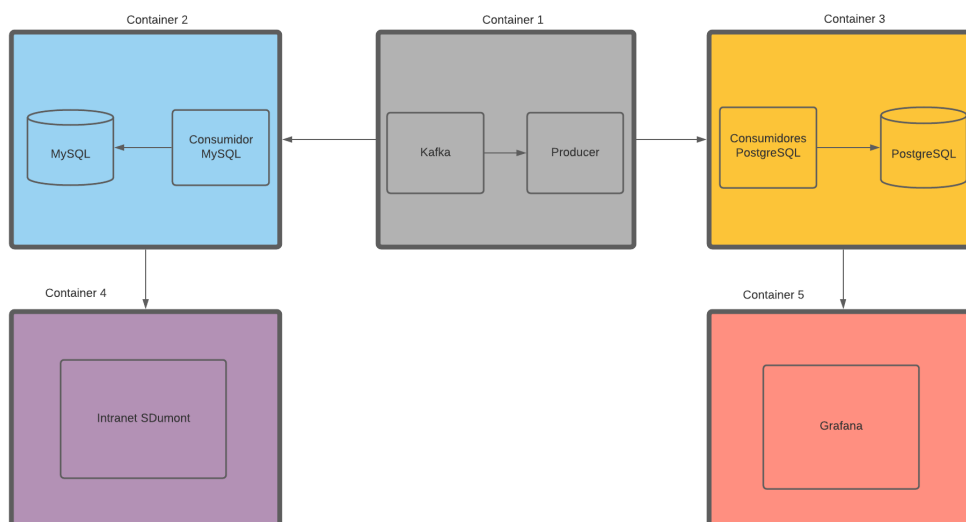 Container 2
Container 1
Container 3
MySQL
Consumidor
MySQL
Kafka
Producer
Consumidores
PostgreSQL
PostgreSQL
Container 4
Container 5
Intranet SDumont
Grafana